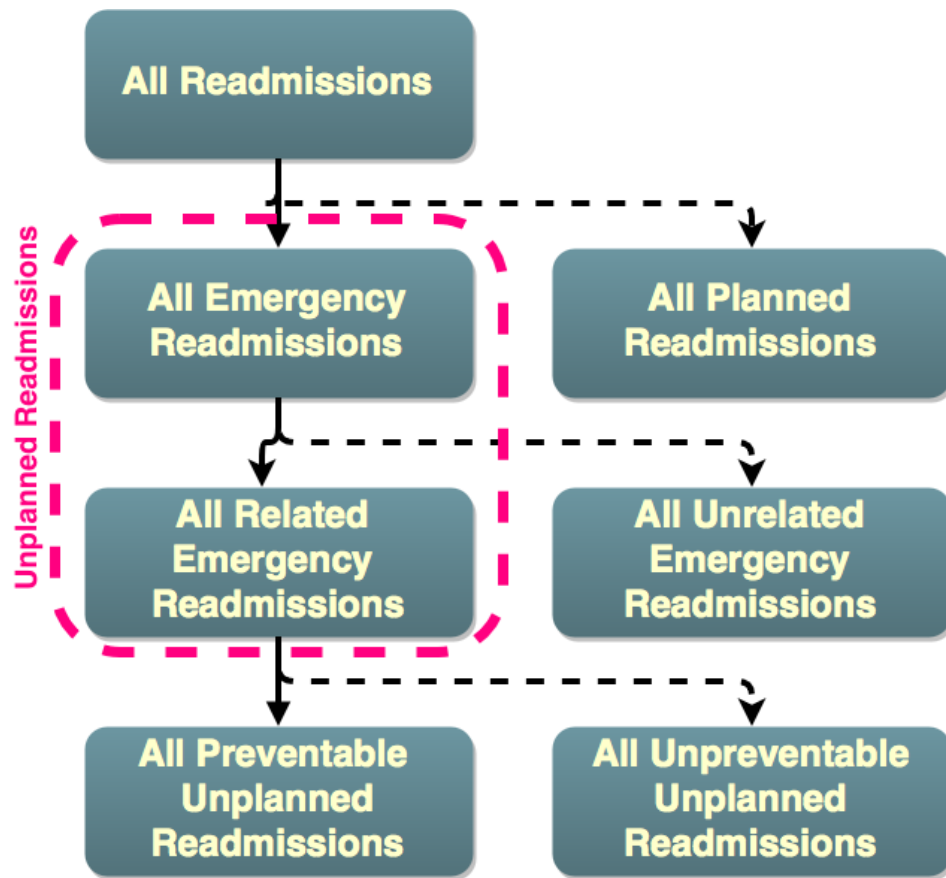 All Readmissions
Unplanned Readmissions
All Emergency
Readmissions
All Planned
Readmissions
All Related
Emergency
Readmissions
All Unrelated
Emergency
Readmissions
All Preventable
Unplanned
Readmissions
All Unpreventable
Unplanned
Readmissions